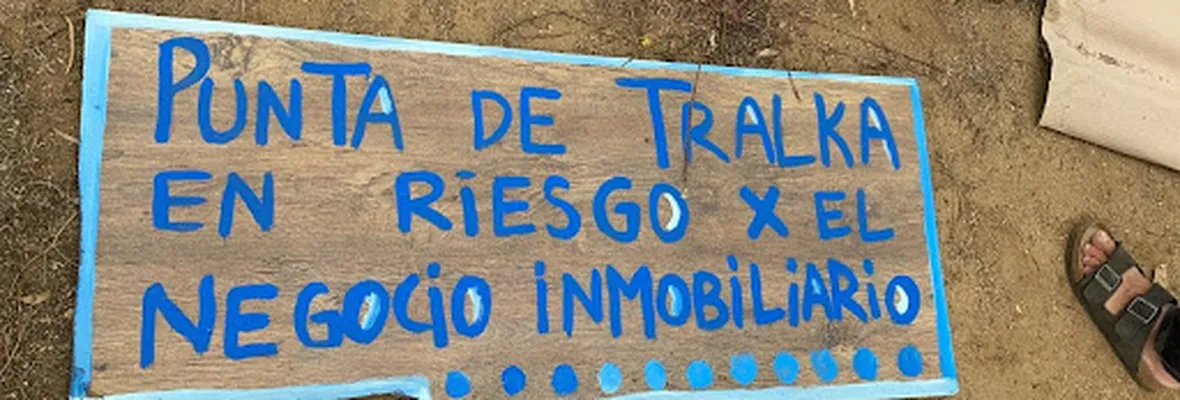 PUNTA DE TRALKA
EN RiESGO X EL
NEGOCiO iNMOBiLiARiO